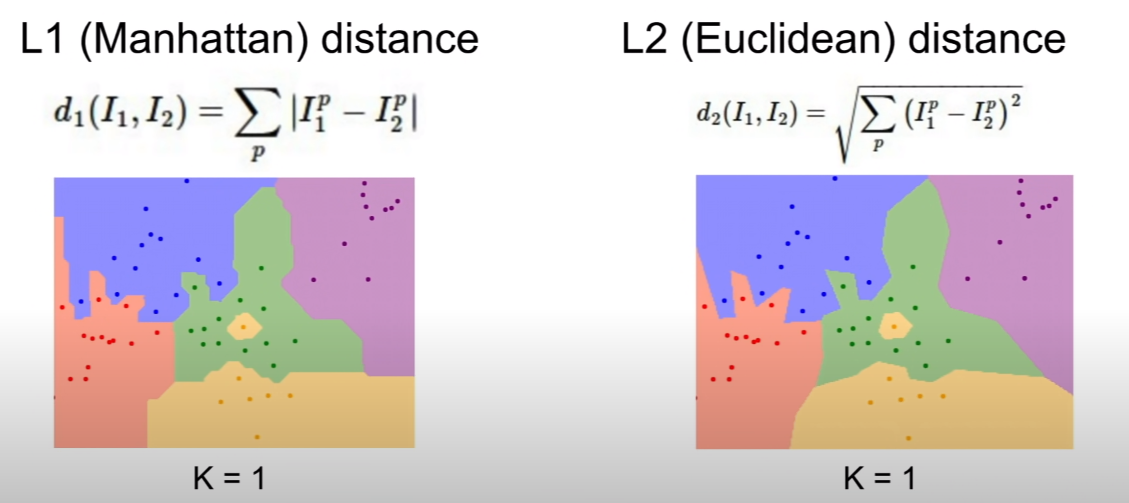 L1 (Manhattan) distance
d₁(I₁, I₂) = ∑ₚ |I₁ᵖ − I₂ᵖ|
K = 1
L2 (Euclidean) distance
d₂(I₁, I₂) = √(∑ₚ (I₁ᵖ − I₂ᵖ)²)
K = 1